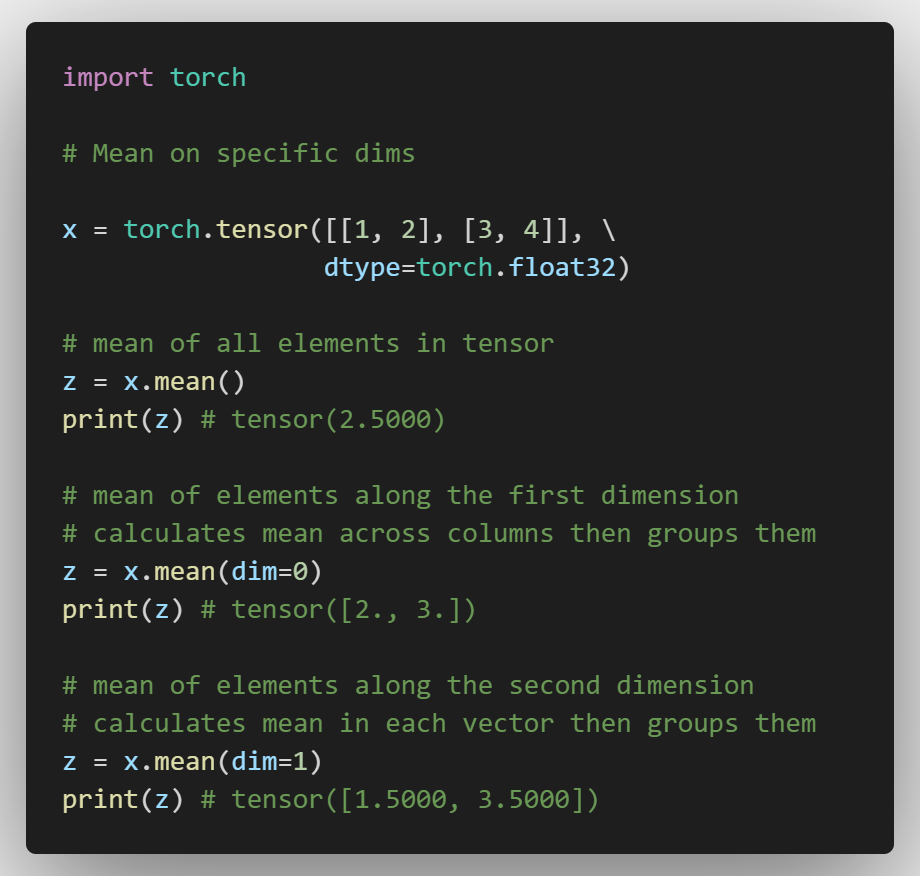 import torch
# Mean on specific dims
x = torch.tensor([[1, 2], [3, 4]], \
dtype=torch.float32)
# mean of all elements in tensor
z = x.mean()
print(z) # tensor(2.5000)
# mean of elements along the first dimension
# calculates mean across columns then groups them
z = x.mean(dim=0)
print(z) # tensor([2., 3.])
# mean of elements along the second dimension
# calculates mean in each vector then groups them
z = x.mean(dim=1)
print(z) # tensor([1.5000, 3.5000])